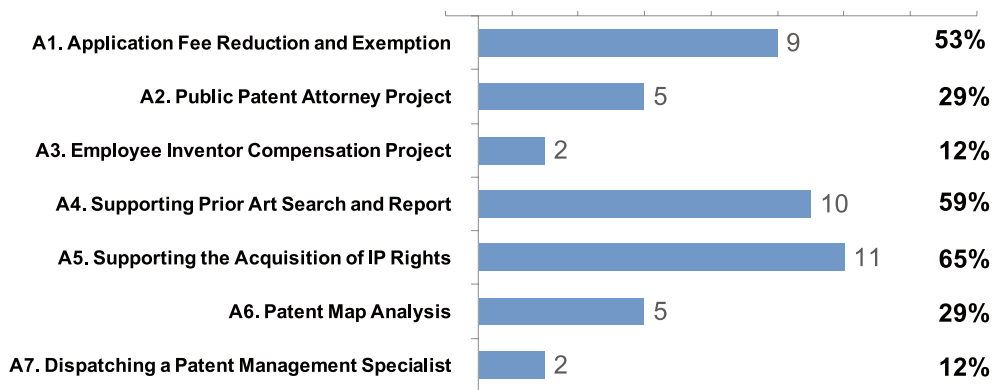 A1. Application Fee Reduction and Exemption 9 53%
A2. Public Patent Attorney Project 5 29%
A3. Employee Inventor Compensation Project 2 12%
A4. Supporting Prior Art Search and Report 10 59%
A5. Supporting the Acquisition of IP Rights 11 65%
A6. Patent Map Analysis 5 29%
A7. Dispatching a Patent Management Specialist 2 12%